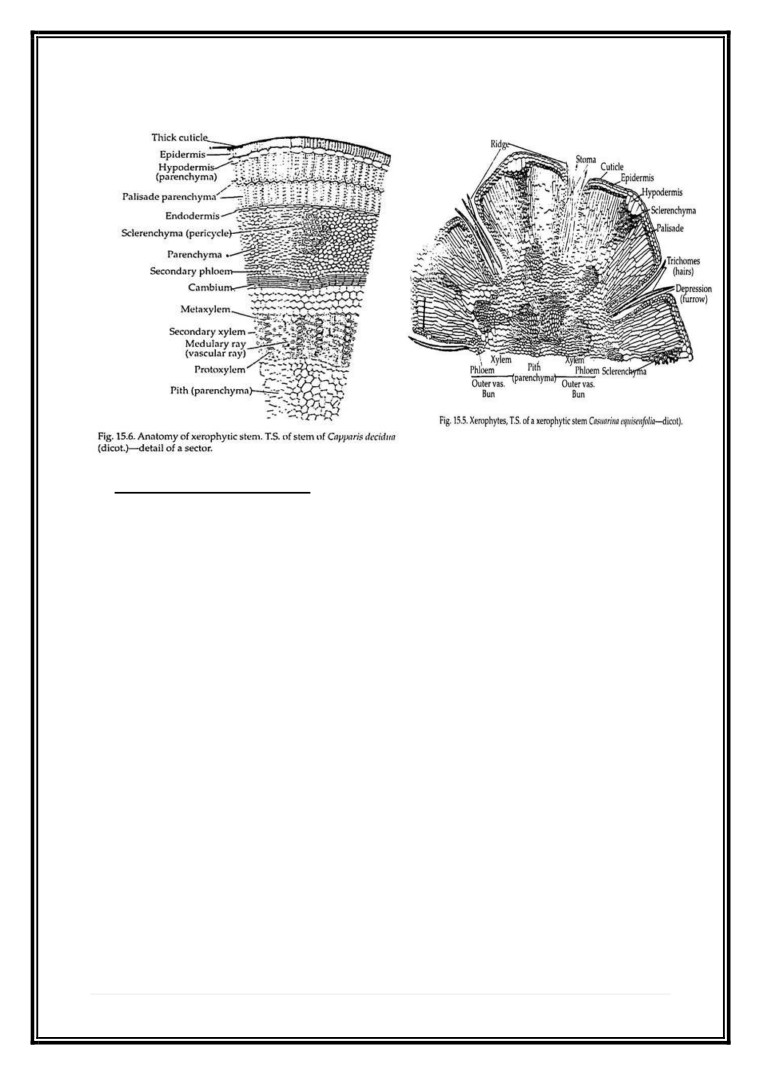 Thick cuticle
Epidermis
Hypodermis
(parenchyma)
Palisade parenchyma
Endodermis
Sclerenchyma (pericycle)
Parenchyma
Secondary phloem
Cambium
Metaxylem
Secondary xylem
Medulary ray
(vascular ray)
Protoxylem
Pith (parenchyma)
Fig. 15.6. Anatomy of xerophytic stem. T.S. of stem of Capparis decidua
(dicot.)—detail of a sector.
Ridge
Stoma
Cuticle
Epidermis
Hypodermis
Sclerenchyma
Palisade
Trichomes
(hairs)
Depression
(furrow)
Xylem
Phloem
Outer vas.
Bun
Pith
(parenchyma)
Xylem
Phloem
Outer vas.
Bun
Sclerenchyma
Fig. 15.5. Xerophytes, T.S. of a xerophytic stem Casuarina equisenfolia—dicot).